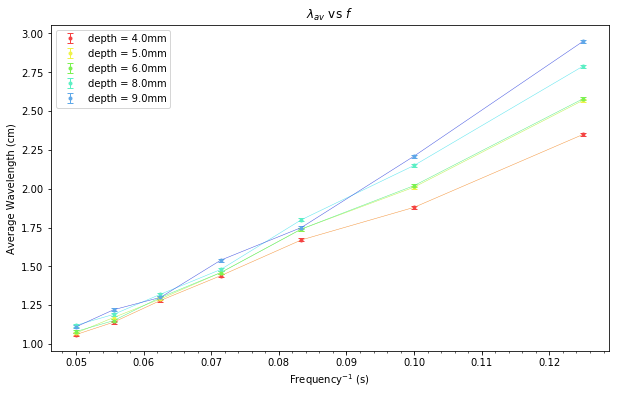 λav vs f
depth = 4.0mm
depth = 5.0mm
depth = 6.0mm
depth = 8.0mm
depth = 9.0mm
Average Wavelength (cm)
3.00
2.75
2.50
2.25
2.00
1.75
1.50
1.25
1.00
0.05 0.06 0.07 0.08 0.09 0.10 0.11 0.12
Frequency⁻¹ (s)